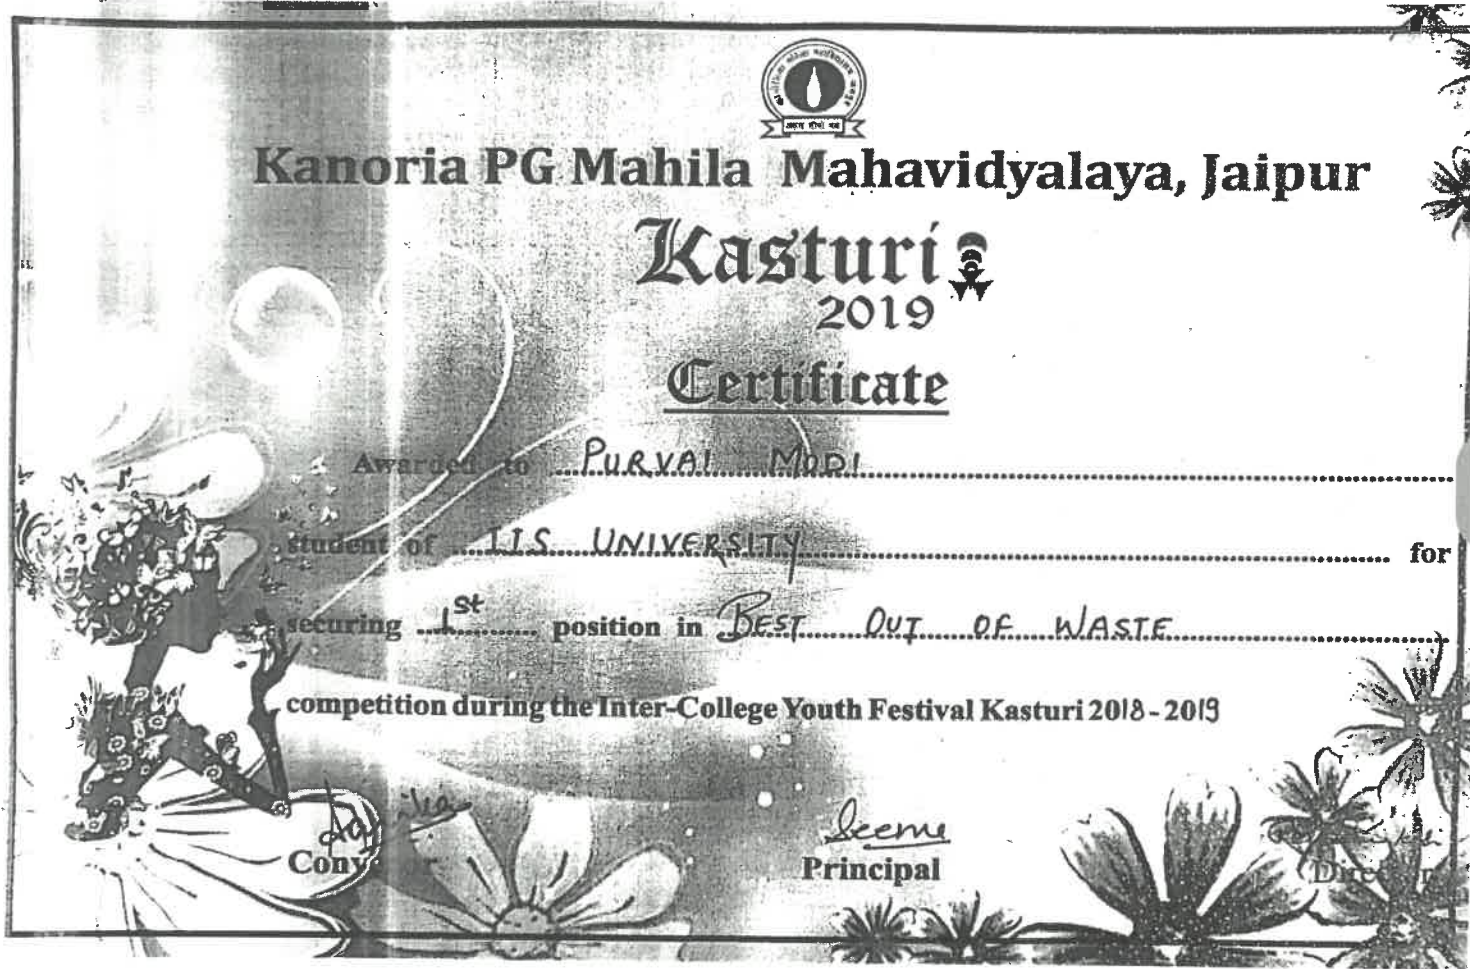 Kanoria PG Mahila Mahavidyalaya, Jaipur
Kasturi
2019
Certificate
Awarded to PURVAI MODI
student of IIS UNIVERSITY for
securing 1st position in BEST OUT OF WASTE
competition during the Inter-College Youth Festival Kasturi 2018-2019
Seema
Principal